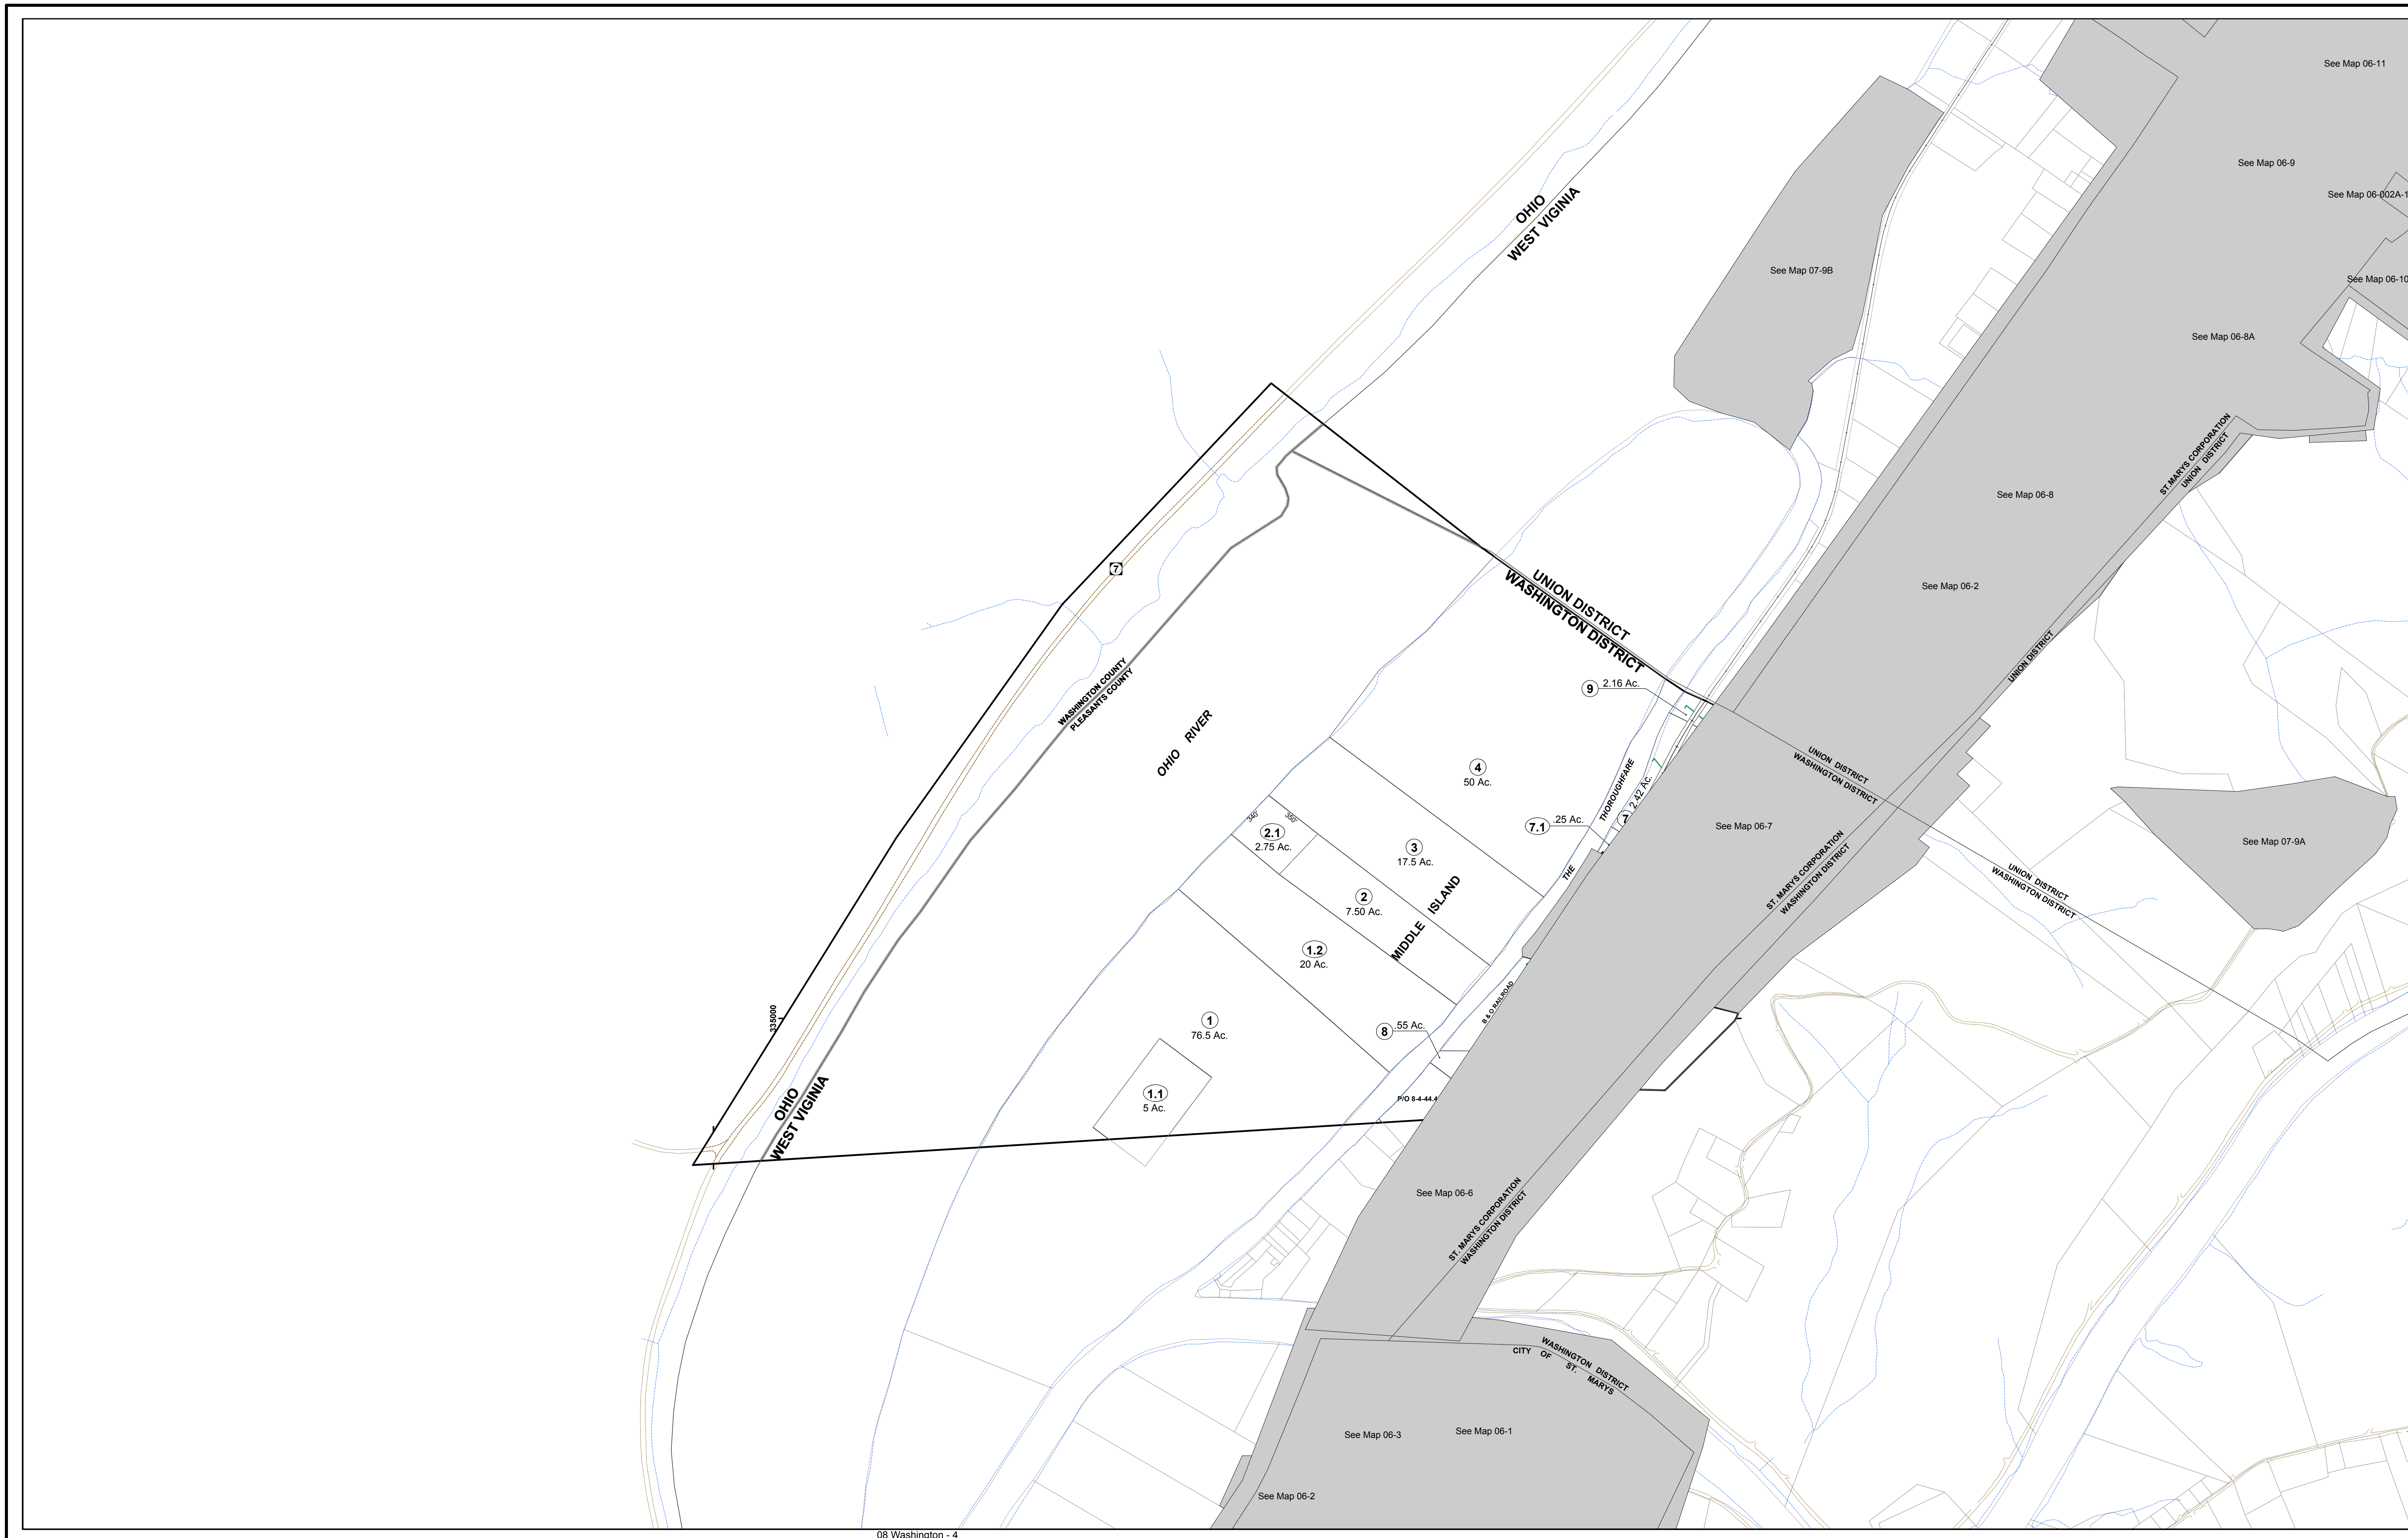 See Map 06-11
See Map 06-9
See Map 06-002A-1
OHIO
WEST VIGINIA
See Map 07-9B
See Map 06-10
See Map 06-8A
ST.MARYS CORPORATION
UNION DISTRICT
See Map 06-8
7
UNION DISTRICT
WASHINGTON DISTRICT
See Map 06-2
UNION DISTRICT
WASHINGTON COUNTY
PLEASANTS COUNTY
9
2.16 Ac.
OHIO RIVER
UNION DISTRICT
WASHINGTON DISTRICT
4
50 Ac.
THE THOROUGHFARE
7
2.42 Ac.
7.1
.25 Ac.
See Map 06-7
340'
350'
2.1
2.75 Ac.
3
17.5 Ac.
See Map 07-9A
ST. MARYS CORPORATION
WASHINGTON DISTRICT
UNION DISTRICT
WASHINGTON DISTRICT
2
7.50 Ac.
MIDDLE ISLAND
1.2
20 Ac.
B & O RAILROAD
335000
1
76.5 Ac.
8
.55 Ac.
OHIO
WEST VIGINIA
1.1
5 Ac.
P/O 8-4-44.4
See Map 06-6
ST. MARYS CORPORATION
WASHINGTON DISTRICT
WASHINGTON DISTRICT
CITY OF ST. MARYS
See Map 06-3
See Map 06-1
See Map 06-2
08 Washington - 4